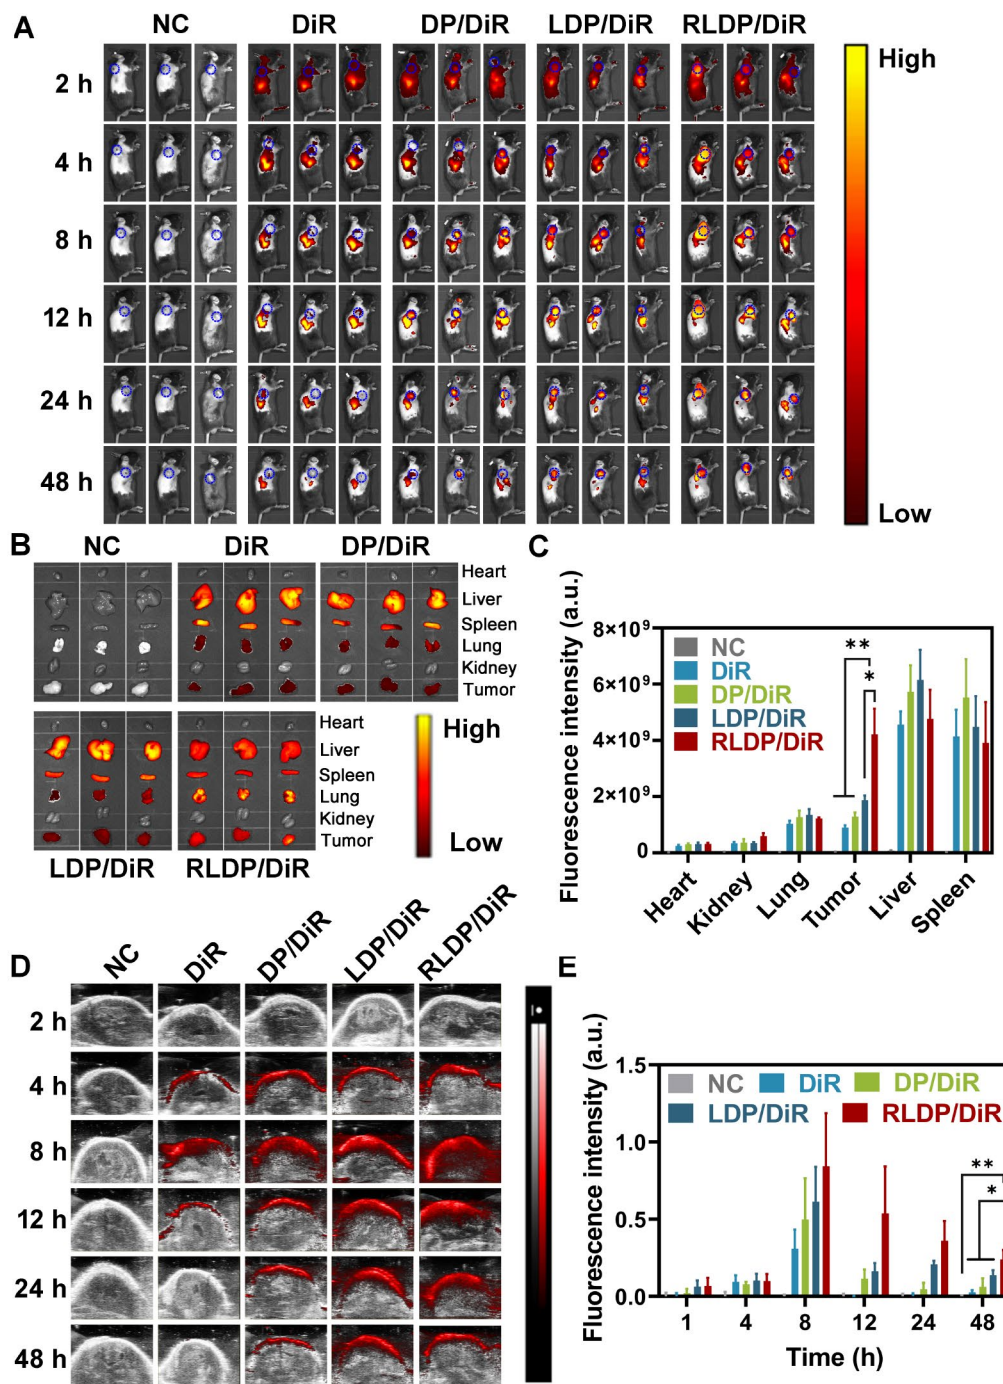 A
NC DiR DP/DiR LDP/DiR RLDP/DiR
2 h
4 h
8 h
12 h
24 h
48 h
High
Low
B
NC DiR DP/DiR
Heart
Liver
Spleen
Lung
Kidney
Tumor
Heart
Liver
Spleen
Lung
Kidney
Tumor
High
Low
LDP/DiR RLDP/DiR
C
Fluorescence intensity (a.u.)
8×10⁹
6×10⁹
4×10⁹
2×10⁹
0
NC
DiR
DP/DiR
LDP/DiR
RLDP/DiR
**
*
Heart Kidney Lung Tumor Liver Spleen
D
NC DiR DP/DiR LDP/DiR RLDP/DiR
2 h
4 h
8 h
12 h
24 h
48 h
E
Fluorescence intensity (a.u.)
1.5
1.0
0.5
0.0
NC DiR DP/DiR
LDP/DiR RLDP/DiR
**
*
1 4 8 12 24 48
Time (h)